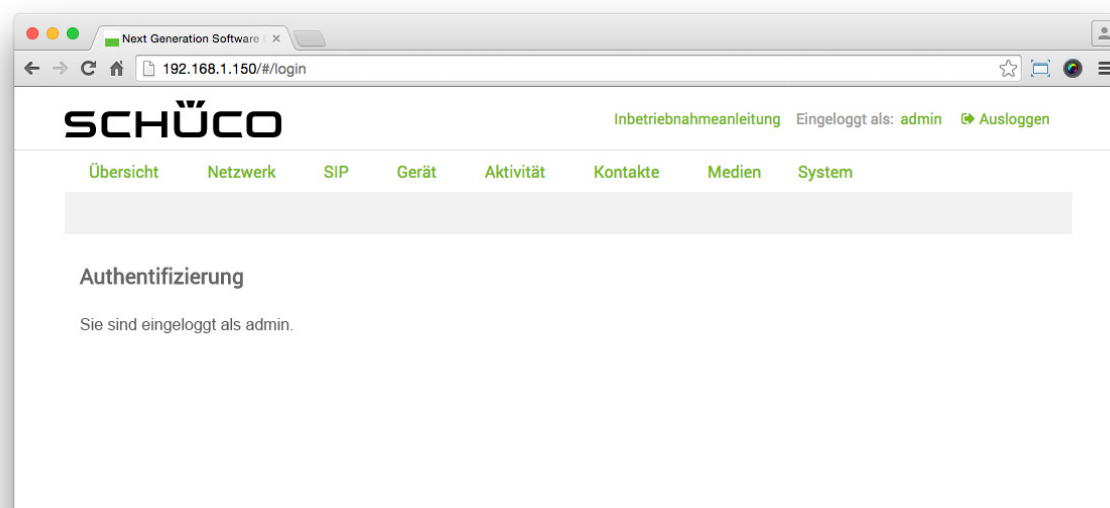 Next Generation Software
192.168.1.150/#/login
SCHÜCO
Inbetriebnahmeanleitung Eingeloggt als: admin Ausloggen
Übersicht Netzwerk SIP Gerät Aktivität Kontakte Medien System
Authentifizierung
Sie sind eingeloggt als admin.